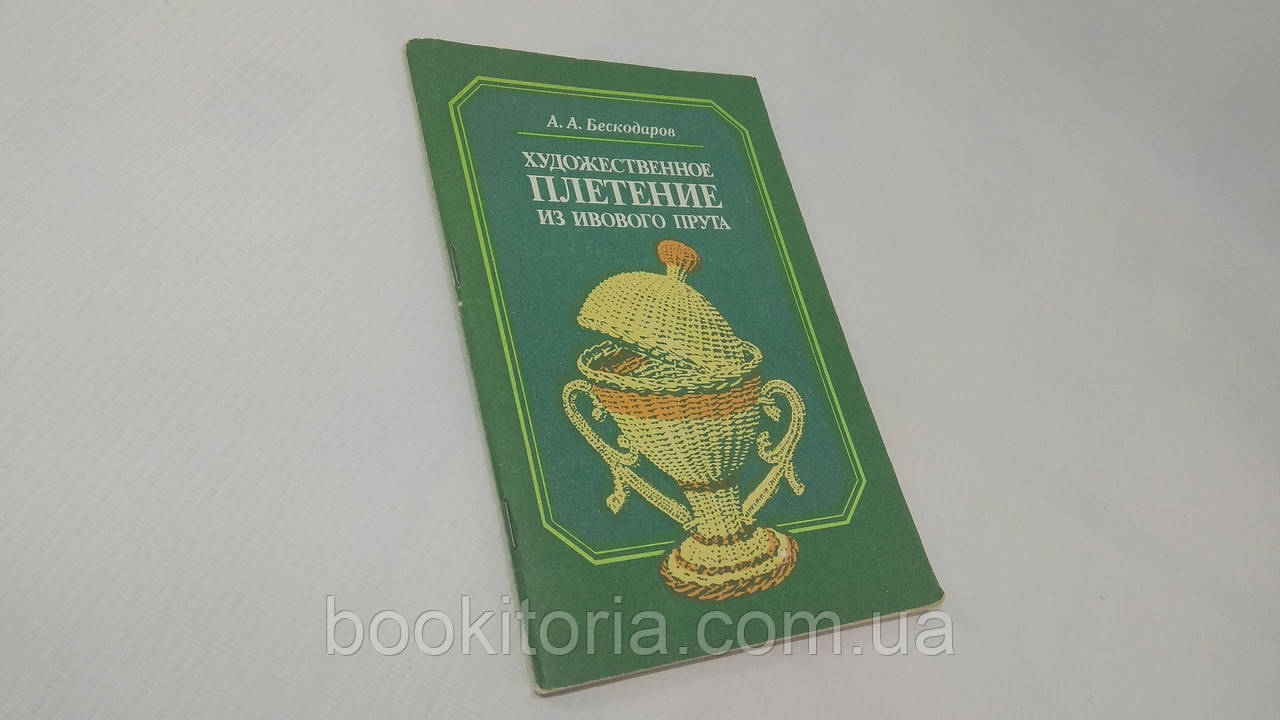 А. А. Бескодаров
ХУДОЖЕСТВЕННОЕ
ПЛЕТЕНИЕ
ИЗ ИВОВОГО ПРУТА
bookitoria.com.ua